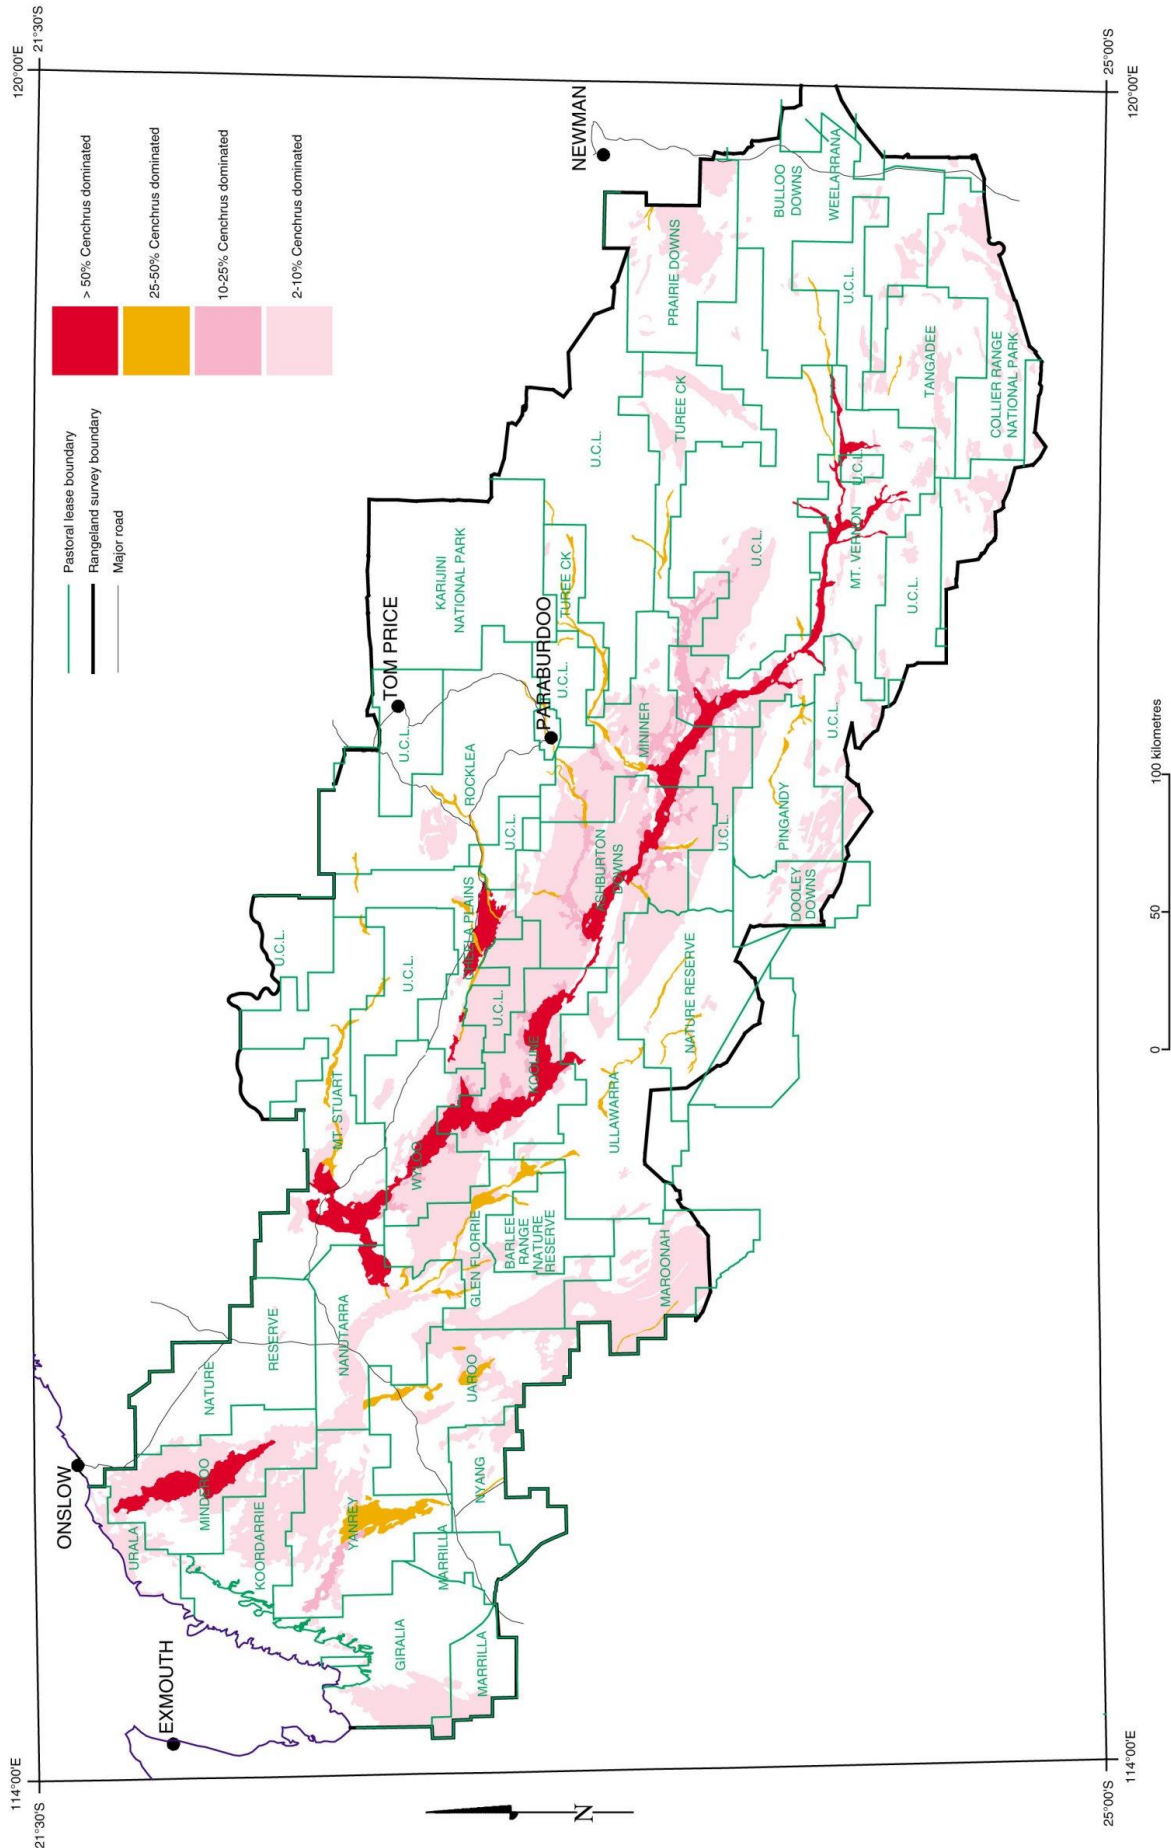 114°00'E
120°00'E
21°30'S
21°30'S
Pastoral lease boundary
Rangeland survey boundary
Major road
> 50% Cenchrus dominated
25-50% Cenchrus dominated
10-25% Cenchrus dominated
2-10% Cenchrus dominated
ONSLOW
EXMOUTH
TOM PRICE
PARABURDOO
NEWMAN
URALA
MINDEROO
NATURE
RESERVE
KOORDARRIE
YANREY
NANUTARRA
MT. STUART
U.C.L.
U.C.L.
U.C.L.
ROCKLEA
KARIJINI
NATIONAL PARK
GIRALIA
MARRILLA
MARRILLA
NYANG
UAROO
GLEN FLORRIE
WYLOO
CHEELA PLAINS
U.C.L.
U.C.L.
U.C.L.
TUREE CK
BARLEE
RANGE
NATURE
RESERVE
KOOLINE
ASHBURTON
DOWNS
MININER
U.C.L.
TUREE CK
PRAIRIE DOWNS
MAROONAH
ULLAWARRA
NATURE RESERVE
U.C.L.
U.C.L.
DOOLEY
DOWNS
PINGANDY
U.C.L.
MT. VERNON
U.C.L.
U.C.L.
U.C.L.
BULLOO
DOWNS
WEELARRANA
TANGADEE
COLLIER RANGE
NATIONAL PARK
N
0
50
100 kilometres
25°00'S
25°00'S
114°00'E
120°00'E